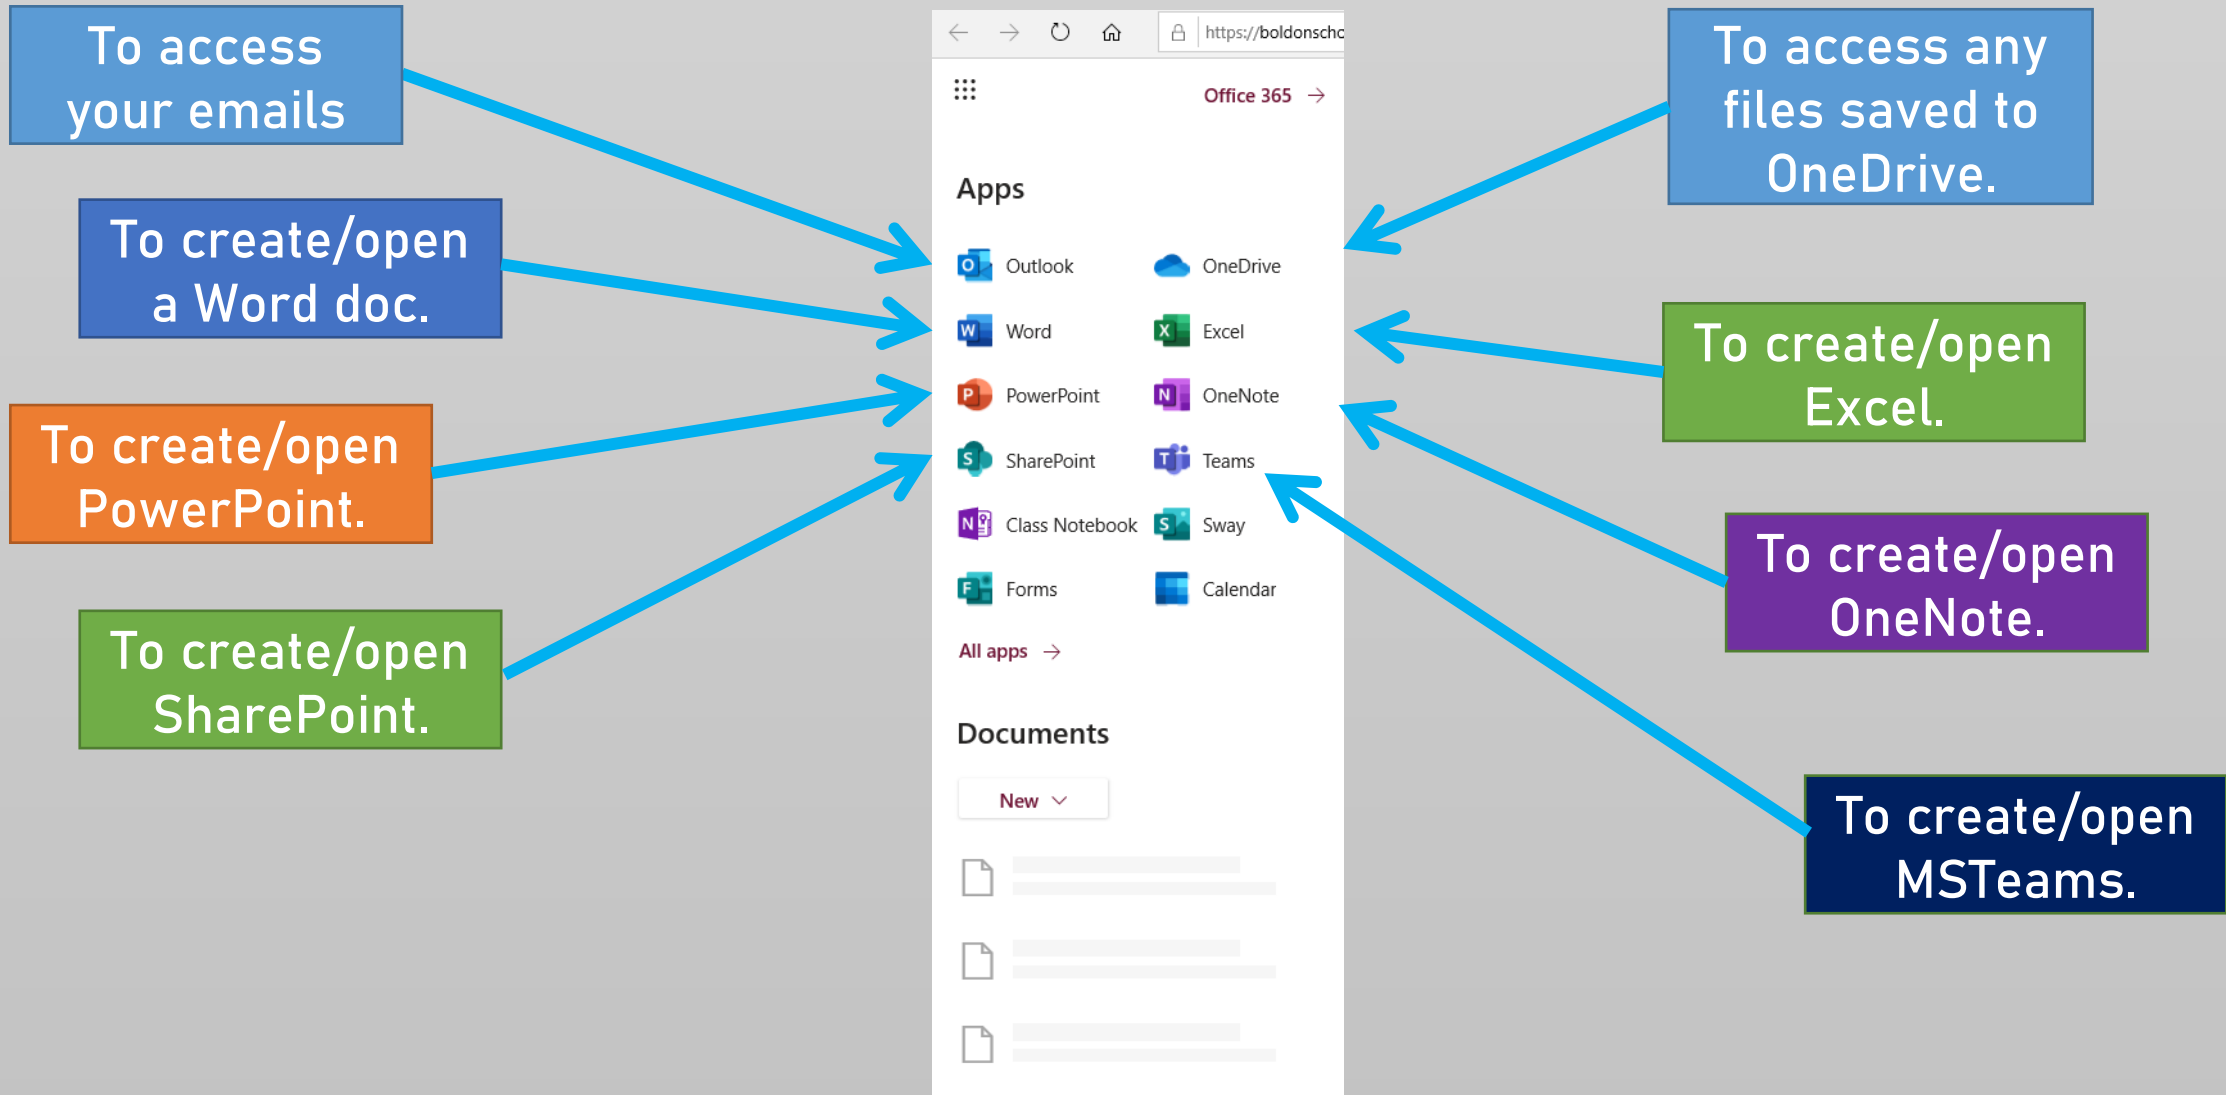 To access
your emails
To create/open
a Word doc.
To create/open
PowerPoint.
To create/open
SharePoint.
https://boldonscho
Office 365
Apps
Outlook
OneDrive
Word
Excel
PowerPoint
OneNote
SharePoint
Teams
Class Notebook
Sway
Forms
Calendar
All apps
Documents
New
To access any
files saved to
OneDrive.
To create/open
Excel.
To create/open
OneNote.
To create/open
MSTeams.